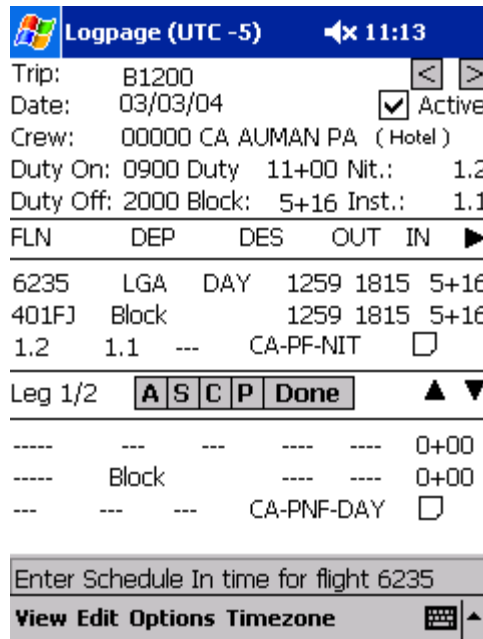 Logpage (UTC -5) 11:13
Trip: B1200 < >
Date: 03/03/04 Active
Crew: 00000 CA AUMAN PA ( Hotel )
Duty On: 0900 Duty 11+00 Nit.: 1.2
Duty Off: 2000 Block: 5+16 Inst.: 1.1
FLN DEP DES OUT IN
6235 LGA DAY 1259 1815 5+16
401FJ Block 1259 1815 5+16
1.2 1.1 --- CA-PF-NIT
Leg 1/2 A S C P Done
----- --- --- ---- ---- 0+00
----- Block ---- ---- 0+00
--- --- --- CA-PNF-DAY
Enter Schedule In time for flight 6235
View Edit Options Timezone